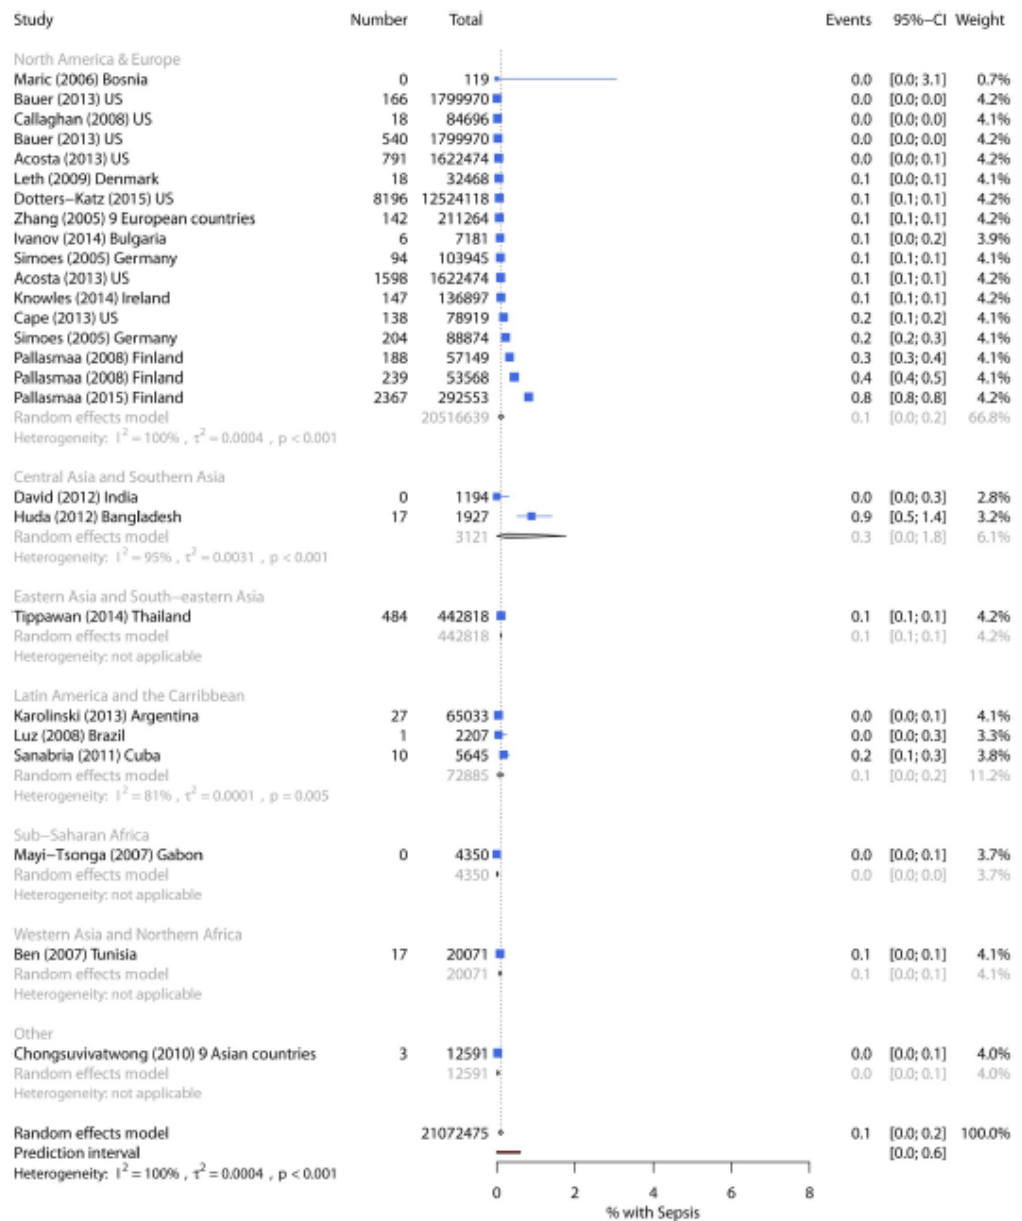 Study Number Total Events 95%−CI Weight
North America & Europe
Maric (2006) Bosnia 0 119 0.0 [0.0; 3.1] 0.7%
Bauer (2013) US 166 1799970 0.0 [0.0; 0.0] 4.2%
Callaghan (2008) US 18 84696 0.0 [0.0; 0.0] 4.1%
Bauer (2013) US 540 1799970 0.0 [0.0; 0.0] 4.2%
Acosta (2013) US 791 1622474 0.0 [0.0; 0.1] 4.2%
Leth (2009) Denmark 18 32468 0.1 [0.0; 0.1] 4.1%
Dotters−Katz (2015) US 8196 12524118 0.1 [0.1; 0.1] 4.2%
Zhang (2005) 9 European countries 142 211264 0.1 [0.1; 0.1] 4.2%
Ivanov (2014) Bulgaria 6 7181 0.1 [0.0; 0.2] 3.9%
Simoes (2005) Germany 94 103945 0.1 [0.1; 0.1] 4.1%
Acosta (2013) US 1598 1622474 0.1 [0.1; 0.1] 4.2%
Knowles (2014) Ireland 147 136897 0.1 [0.1; 0.1] 4.2%
Cape (2013) US 138 78919 0.2 [0.1; 0.2] 4.1%
Simoes (2005) Germany 204 88874 0.2 [0.2; 0.3] 4.1%
Pallasmaa (2008) Finland 188 57149 0.3 [0.3; 0.4] 4.1%
Pallasmaa (2008) Finland 239 53568 0.4 [0.4; 0.5] 4.1%
Pallasmaa (2015) Finland 2367 292553 0.8 [0.8; 0.8] 4.2%
Random effects model 20516639 0.1 [0.0; 0.2] 66.8%
Heterogeneity: I² = 100% , τ² = 0.0004 , p < 0.001
Central Asia and Southern Asia
David (2012) India 0 1194 0.0 [0.0; 0.3] 2.8%
Huda (2012) Bangladesh 17 1927 0.9 [0.5; 1.4] 3.2%
Random effects model 3121 0.3 [0.0; 1.8] 6.1%
Heterogeneity: I² = 95% , τ² = 0.0031 , p < 0.001
Eastern Asia and South−eastern Asia
Tippawan (2014) Thailand 484 442818 0.1 [0.1; 0.1] 4.2%
Random effects model 442818 0.1 [0.1; 0.1] 4.2%
Heterogeneity: not applicable
Latin America and the Carribbean
Karolinski (2013) Argentina 27 65033 0.0 [0.0; 0.1] 4.1%
Luz (2008) Brazil 1 2207 0.0 [0.0; 0.3] 3.3%
Sanabria (2011) Cuba 10 5645 0.2 [0.1; 0.3] 3.8%
Random effects model 72885 0.1 [0.0; 0.2] 11.2%
Heterogeneity: I² = 81% , τ² = 0.0001 , p = 0.005
Sub−Saharan Africa
Mayi−Tsonga (2007) Gabon 0 4350 0.0 [0.0; 0.1] 3.7%
Random effects model 4350 0.0 [0.0; 0.0] 3.7%
Heterogeneity: not applicable
Western Asia and Northern Africa
Ben (2007) Tunisia 17 20071 0.1 [0.0; 0.1] 4.1%
Random effects model 20071 0.1 [0.0; 0.1] 4.1%
Heterogeneity: not applicable
Other
Chongsuvivatwong (2010) 9 Asian countries 3 12591 0.0 [0.0; 0.1] 4.0%
Random effects model 12591 0.0 [0.0; 0.1] 4.0%
Heterogeneity: not applicable
Random effects model 21072475 0.1 [0.0; 0.2] 100.0%
Prediction interval [0.0; 0.6]
Heterogeneity: I² = 100% , τ² = 0.0004 , p < 0.001
0 2 4 6 8
% with Sepsis